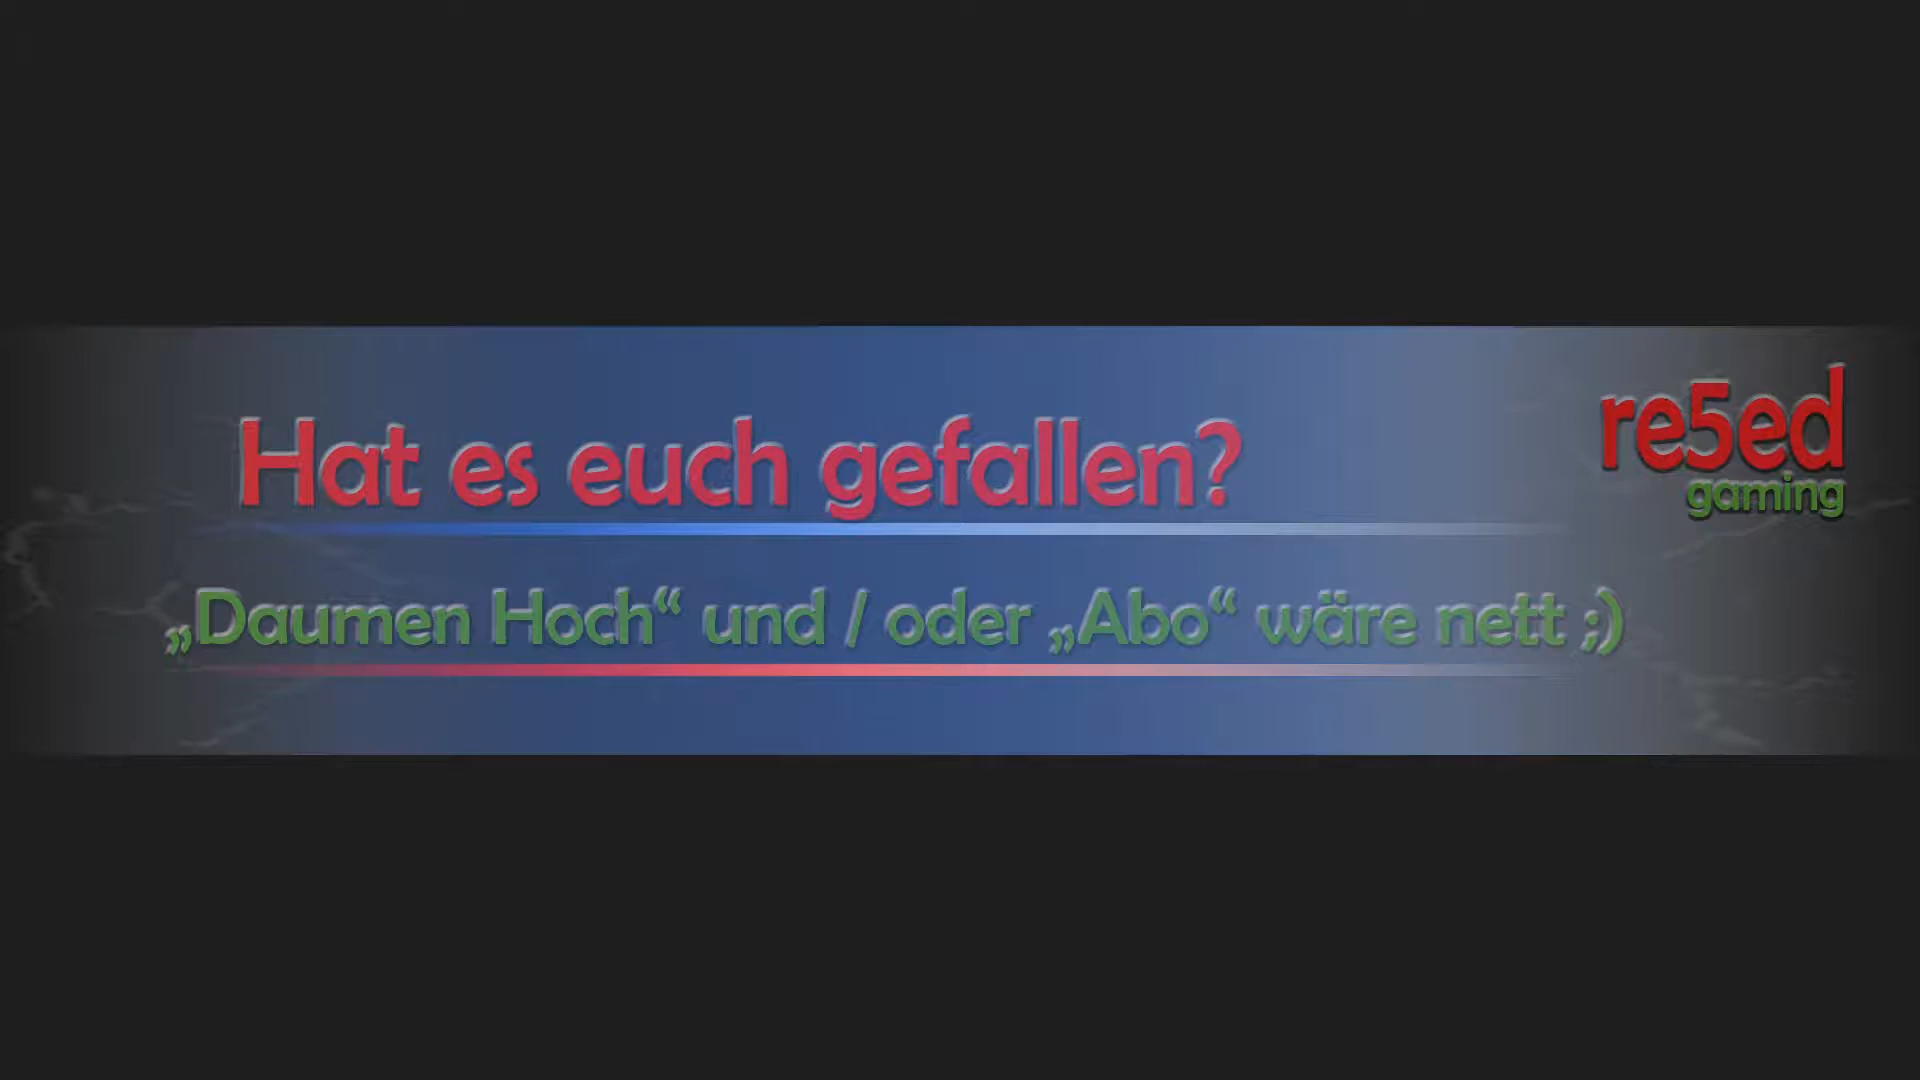 Hat es euch gefallen?
„Daumen Hoch“ und / oder „Abo“ wäre nett ;)
re5ed
gaming